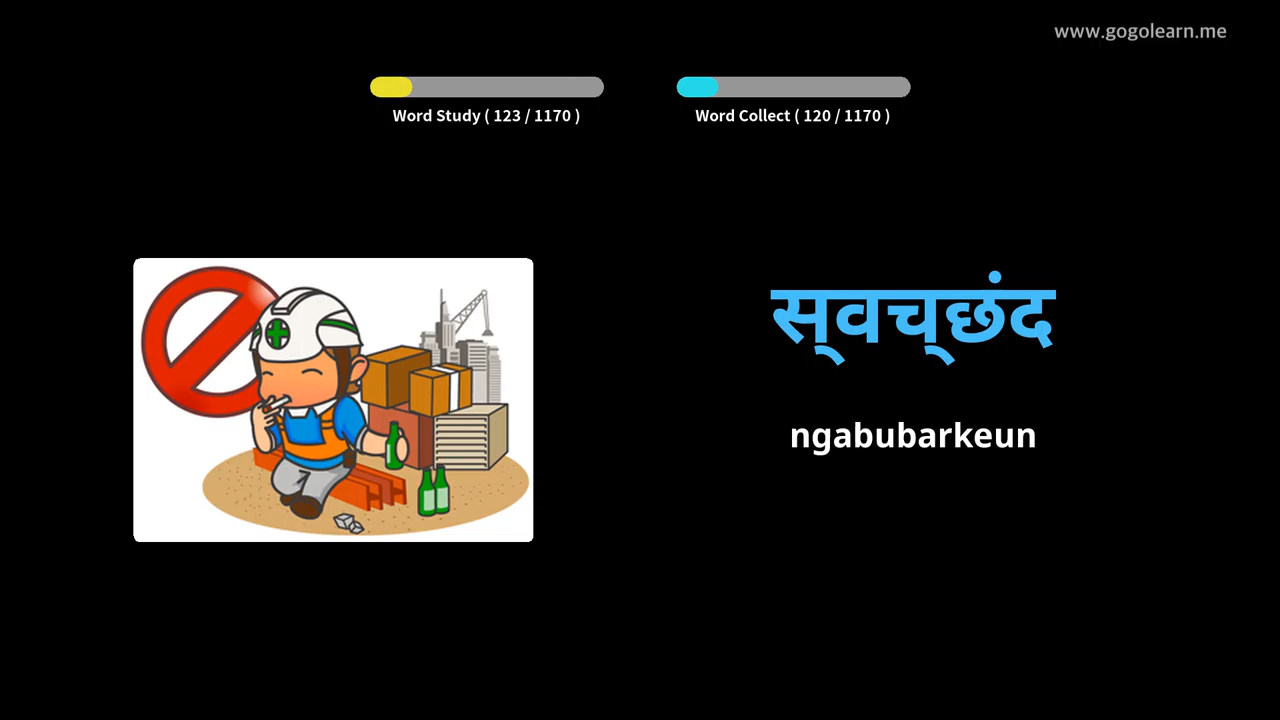 www.gogolearn.me
Word Study ( 123 / 1170 )
Word Collect ( 120 / 1170 )
स्‌वच्‌छंद
ngabubarkeun